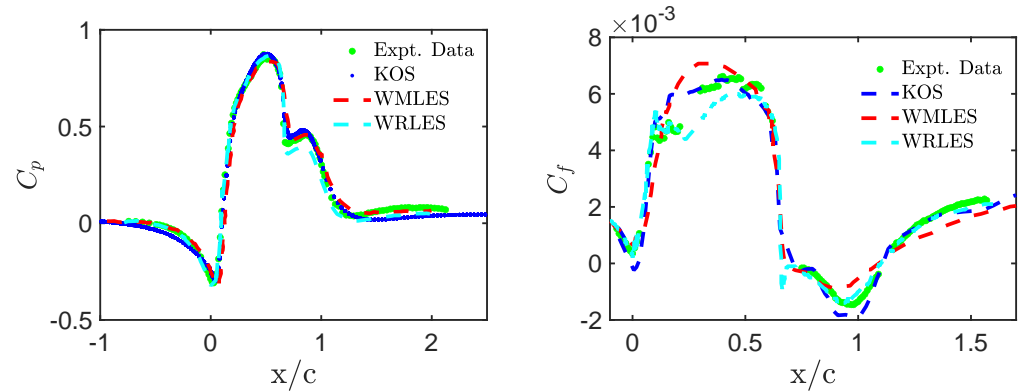 1
0.5
0
-0.5
-1
0
1
2
x/c
C_p
Expt. Data
KOS
WMLES
WRLES
×10^-3
8
6
4
2
0
-2
0
0.5
1
1.5
x/c
C_f
Expt. Data
KOS
WMLES
WRLES